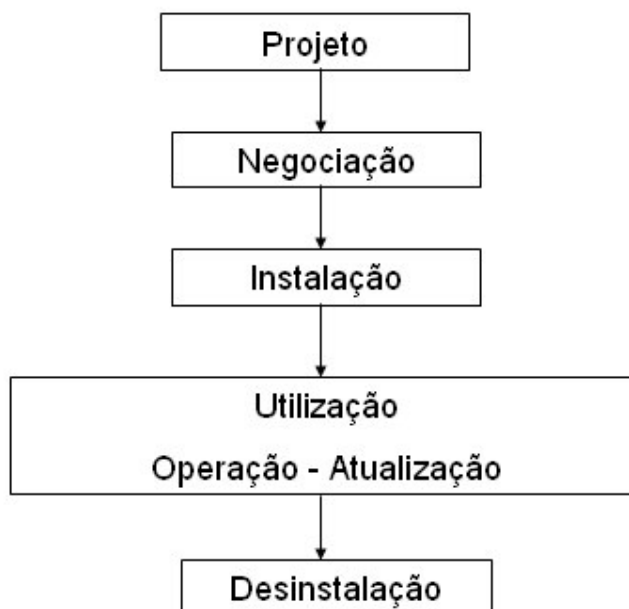 Projeto
Negociação
Instalação
Utilização
Operação - Atualização
Desinstalação